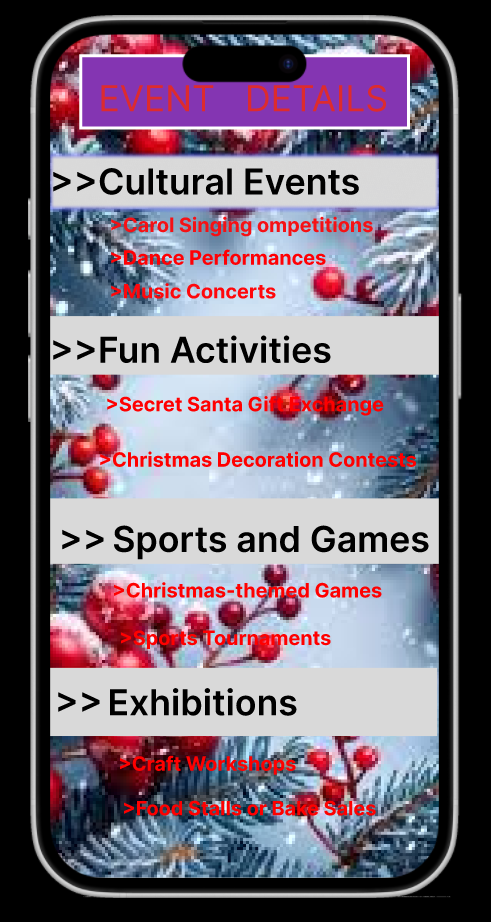 EVENT DETAILS
>>Cultural Events
>Carol Singing ompetitions
>Dance Performances
>Music Concerts
>>Fun Activities
>Secret Santa Gift Exchange
>Christmas Decoration Contests
>> Sports and Games
>Christmas-themed Games
>Sports Tournaments
>> Exhibitions
>Craft Workshops
>Food Stalls or Bake Sales